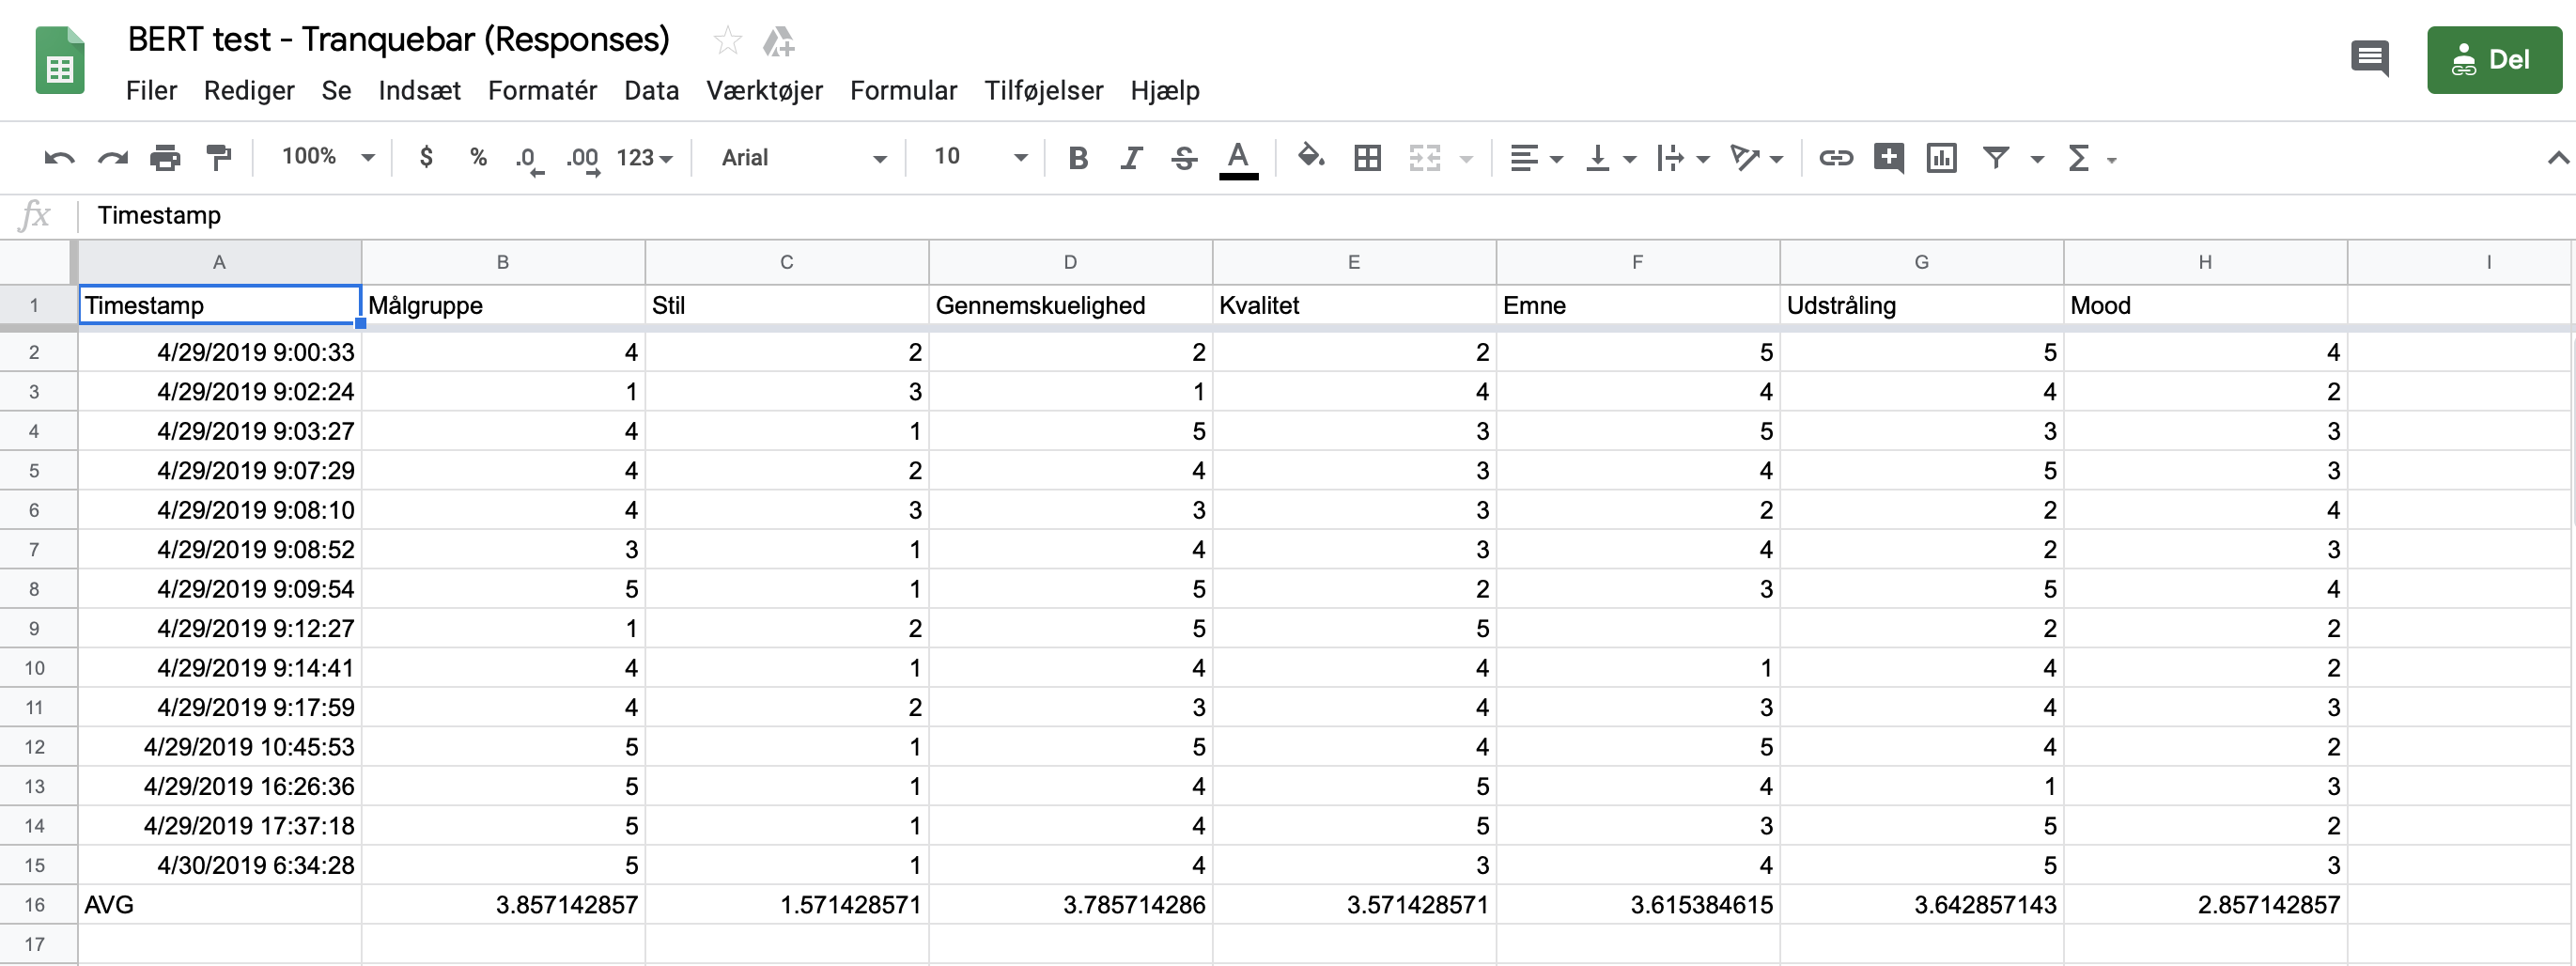 BERT test - Tranquebar (Responses)
Filer Rediger Se Indsæt Formatér Data Værktøjer Formular Tilføjelser Hjælp
Del
100% $ % .0 .00 123 Arial 10 B I S A Σ
fx Timestamp
A B C D E F G H I
1 Timestamp Målgruppe Stil Gennemskuelighed Kvalitet Emne Udstråling Mood
2 4/29/2019 9:00:33 4 2 2 2 5 5 4
3 4/29/2019 9:02:24 1 3 1 4 4 4 2
4 4/29/2019 9:03:27 4 1 5 3 5 3 3
5 4/29/2019 9:07:29 4 2 4 3 4 5 3
6 4/29/2019 9:08:10 4 3 3 3 2 2 4
7 4/29/2019 9:08:52 3 1 4 3 4 2 3
8 4/29/2019 9:09:54 5 1 5 2 3 5 4
9 4/29/2019 9:12:27 1 2 5 5 2 2
10 4/29/2019 9:14:41 4 1 4 4 1 4 2
11 4/29/2019 9:17:59 4 2 3 4 3 4 3
12 4/29/2019 10:45:53 5 1 5 4 5 4 2
13 4/29/2019 16:26:36 5 1 4 5 4 1 3
14 4/29/2019 17:37:18 5 1 4 5 3 5 2
15 4/30/2019 6:34:28 5 1 4 3 4 5 3
16 AVG 3.857142857 1.571428571 3.785714286 3.571428571 3.615384615 3.642857143 2.857142857
17